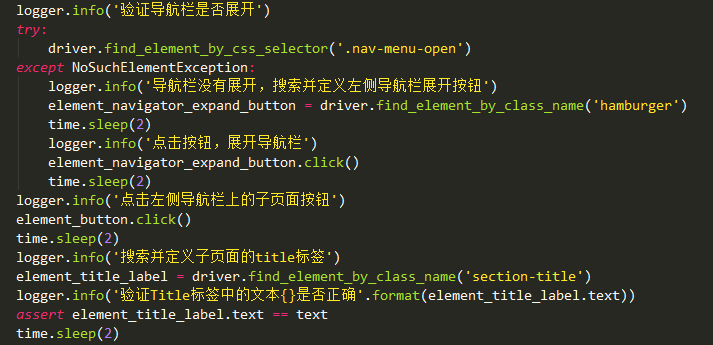 logger.info('验证导航栏是否展开')
try:
    driver.find_element_by_css_selector('.nav-menu-open')
except NoSuchElementException:
    logger.info('导航栏没有展开，搜索并定义左侧导航栏展开按钮')
    element_navigator_expand_button = driver.find_element_by_class_name('hamburger')
    time.sleep(2)
    logger.info('点击按钮，展开导航栏')
    element_navigator_expand_button.click()
    time.sleep(2)
logger.info('点击左侧导航栏上的子页面按钮')
element_button.click()
time.sleep(2)
logger.info('搜索并定义子页面的title标签')
element_title_label = driver.find_element_by_class_name('section-title')
logger.info('验证Title标签中的文本{}是否正确'.format(element_title_label.text))
assert element_title_label.text == text
time.sleep(2)